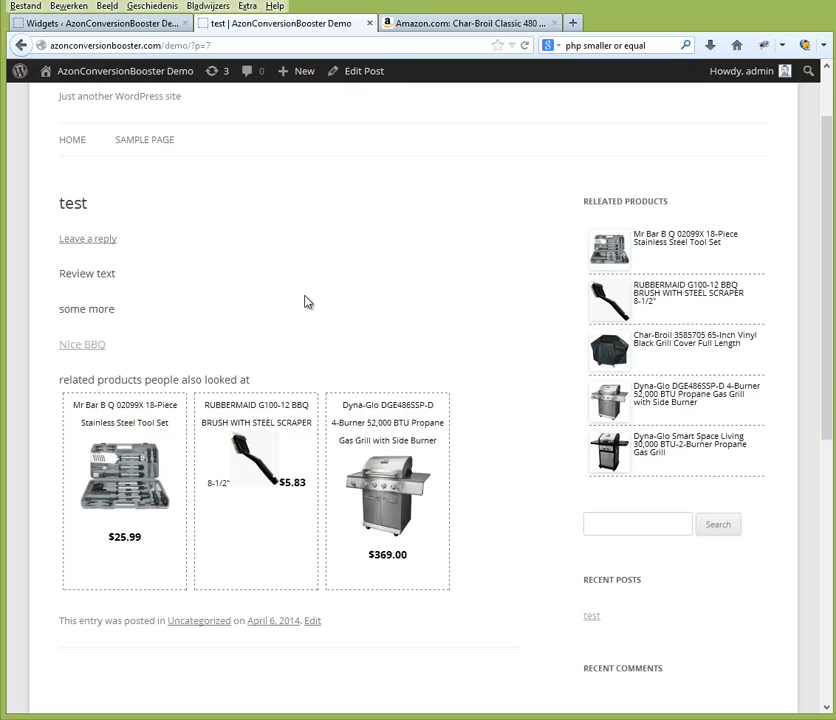 Bestand Bewerken Beeld Geschiedenis Bladwijzers Extra Help
Widgets ‹ AzonConversionBooster De... × test | AzonConversionBooster Demo × a Amazon.com: Char-Broil Classic 480 ... × +
azonconversionbooster.com/demo/?p=7 php smaller or equal
AzonConversionBooster Demo 3 0 + New Edit Post Howdy, admin
Just another WordPress site
HOME SAMPLE PAGE
test
Leave a reply
Review text
some more
Nice BBQ
related products people also looked at
Mr Bar B Q 02099X 18-Piece
Stainless Steel Tool Set
$25.99
RUBBERMAID G100-12 BBQ
BRUSH WITH STEEL SCRAPER
8-1/2" $5.83
Dyna-Glo DGE486SSP-D
4-Burner 52,000 BTU Propane
Gas Grill with Side Burner
$369.00
This entry was posted in Uncategorized on April 6, 2014. Edit
RELEATED PRODUCTS
Mr Bar B Q 02099X 18-Piece
Stainless Steel Tool Set
RUBBERMAID G100-12 BBQ
BRUSH WITH STEEL SCRAPER
8-1/2"
Char-Broil 3585705 65-Inch Vinyl
Black Grill Cover Full Length
Dyna-Glo DGE486SSP-D 4-Burner
52,000 BTU Propane Gas Grill
with Side Burner
Dyna-Glo Smart Space Living
30,000 BTU-2-Burner Propane
Gas Grill
Search
RECENT POSTS
test
RECENT COMMENTS